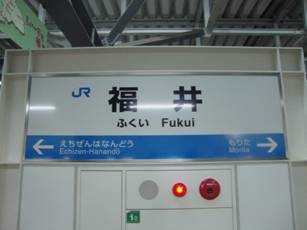 JR 福井
ふくい Fukui
えちぜんはなんどう もりた
Echizen-Hanandō Morita